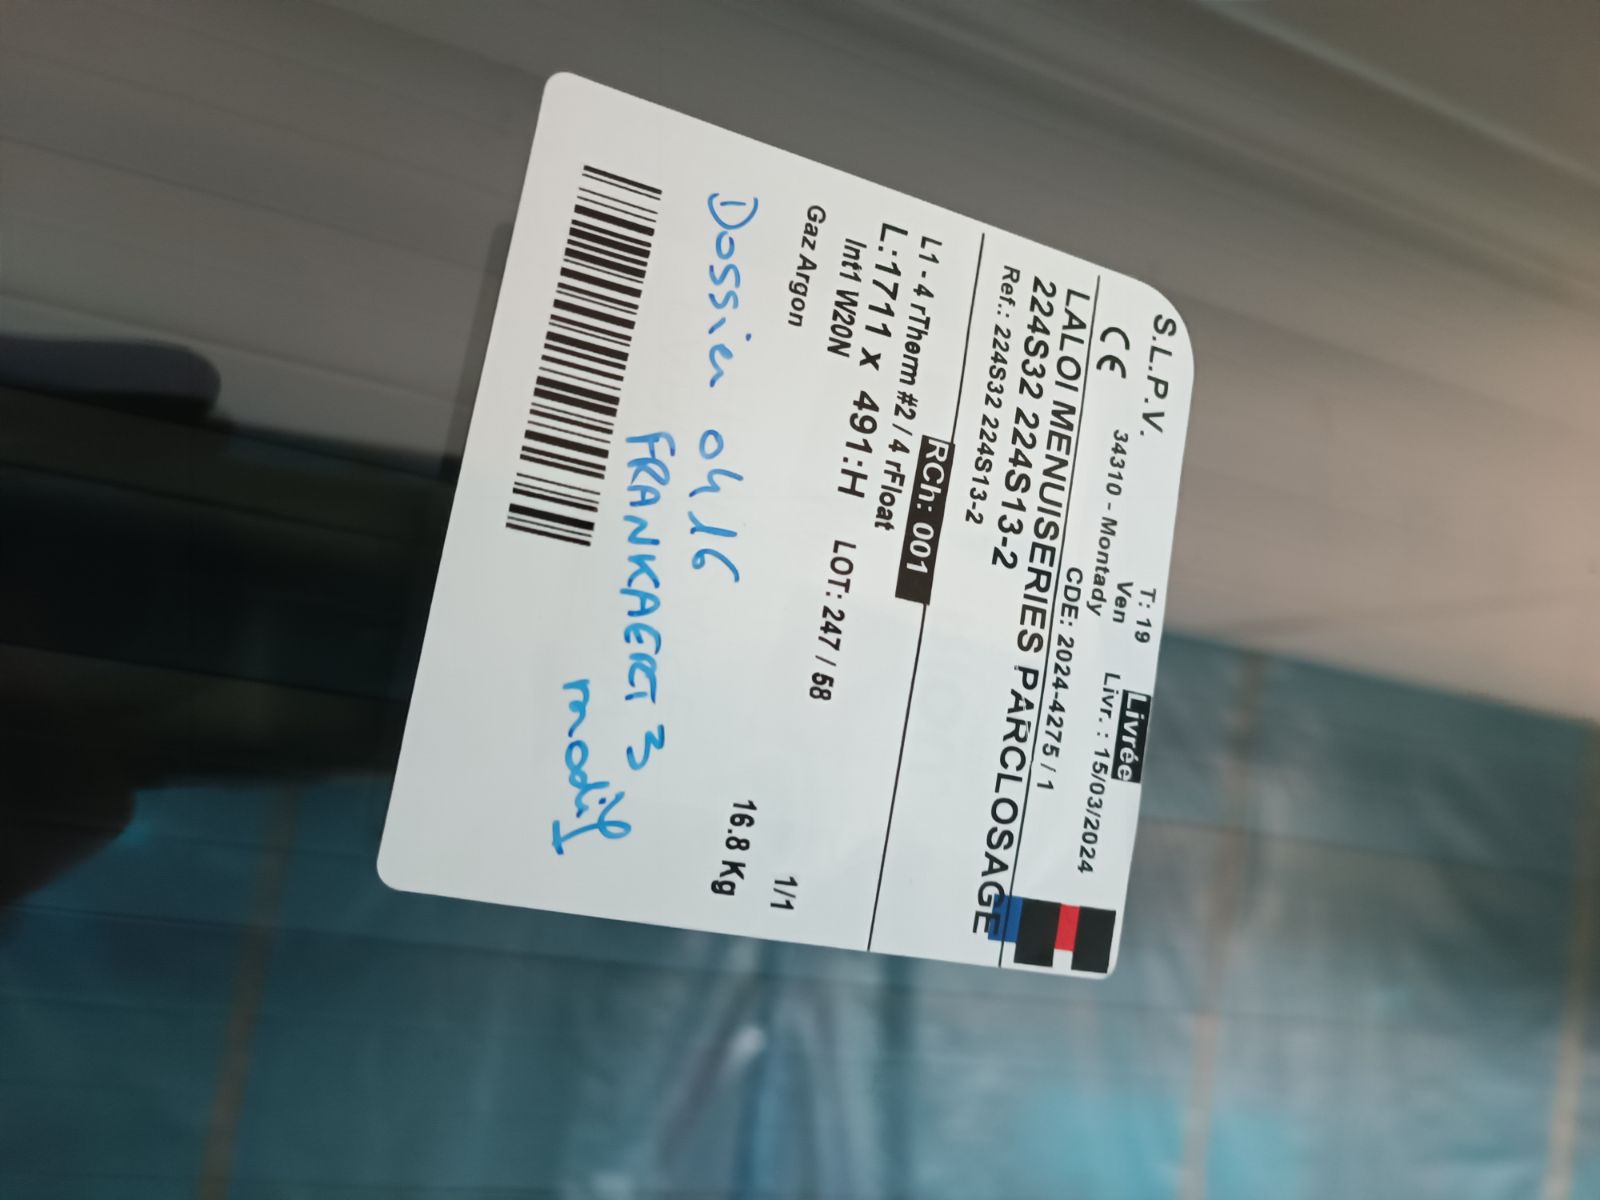 S.L.P.V. T: 19 Livrée
CE 34310 - Montady Ven Livr. : 15/03/2024
CDE: 2024-4275 / 1
LALOI MENUISERIES PARCLOSAGE
224S32 224S13-2
Ref.: 224S32 224S13-2
RCh: 001
L1 - 4 rTherm #2 / 4 rFloat
L:1711 x 491:H LOT: 247 / 58
Int1 W20N
Gaz Argon
1/1
16.8 Kg
Dossier 0416
FRANKAERT 3
modif